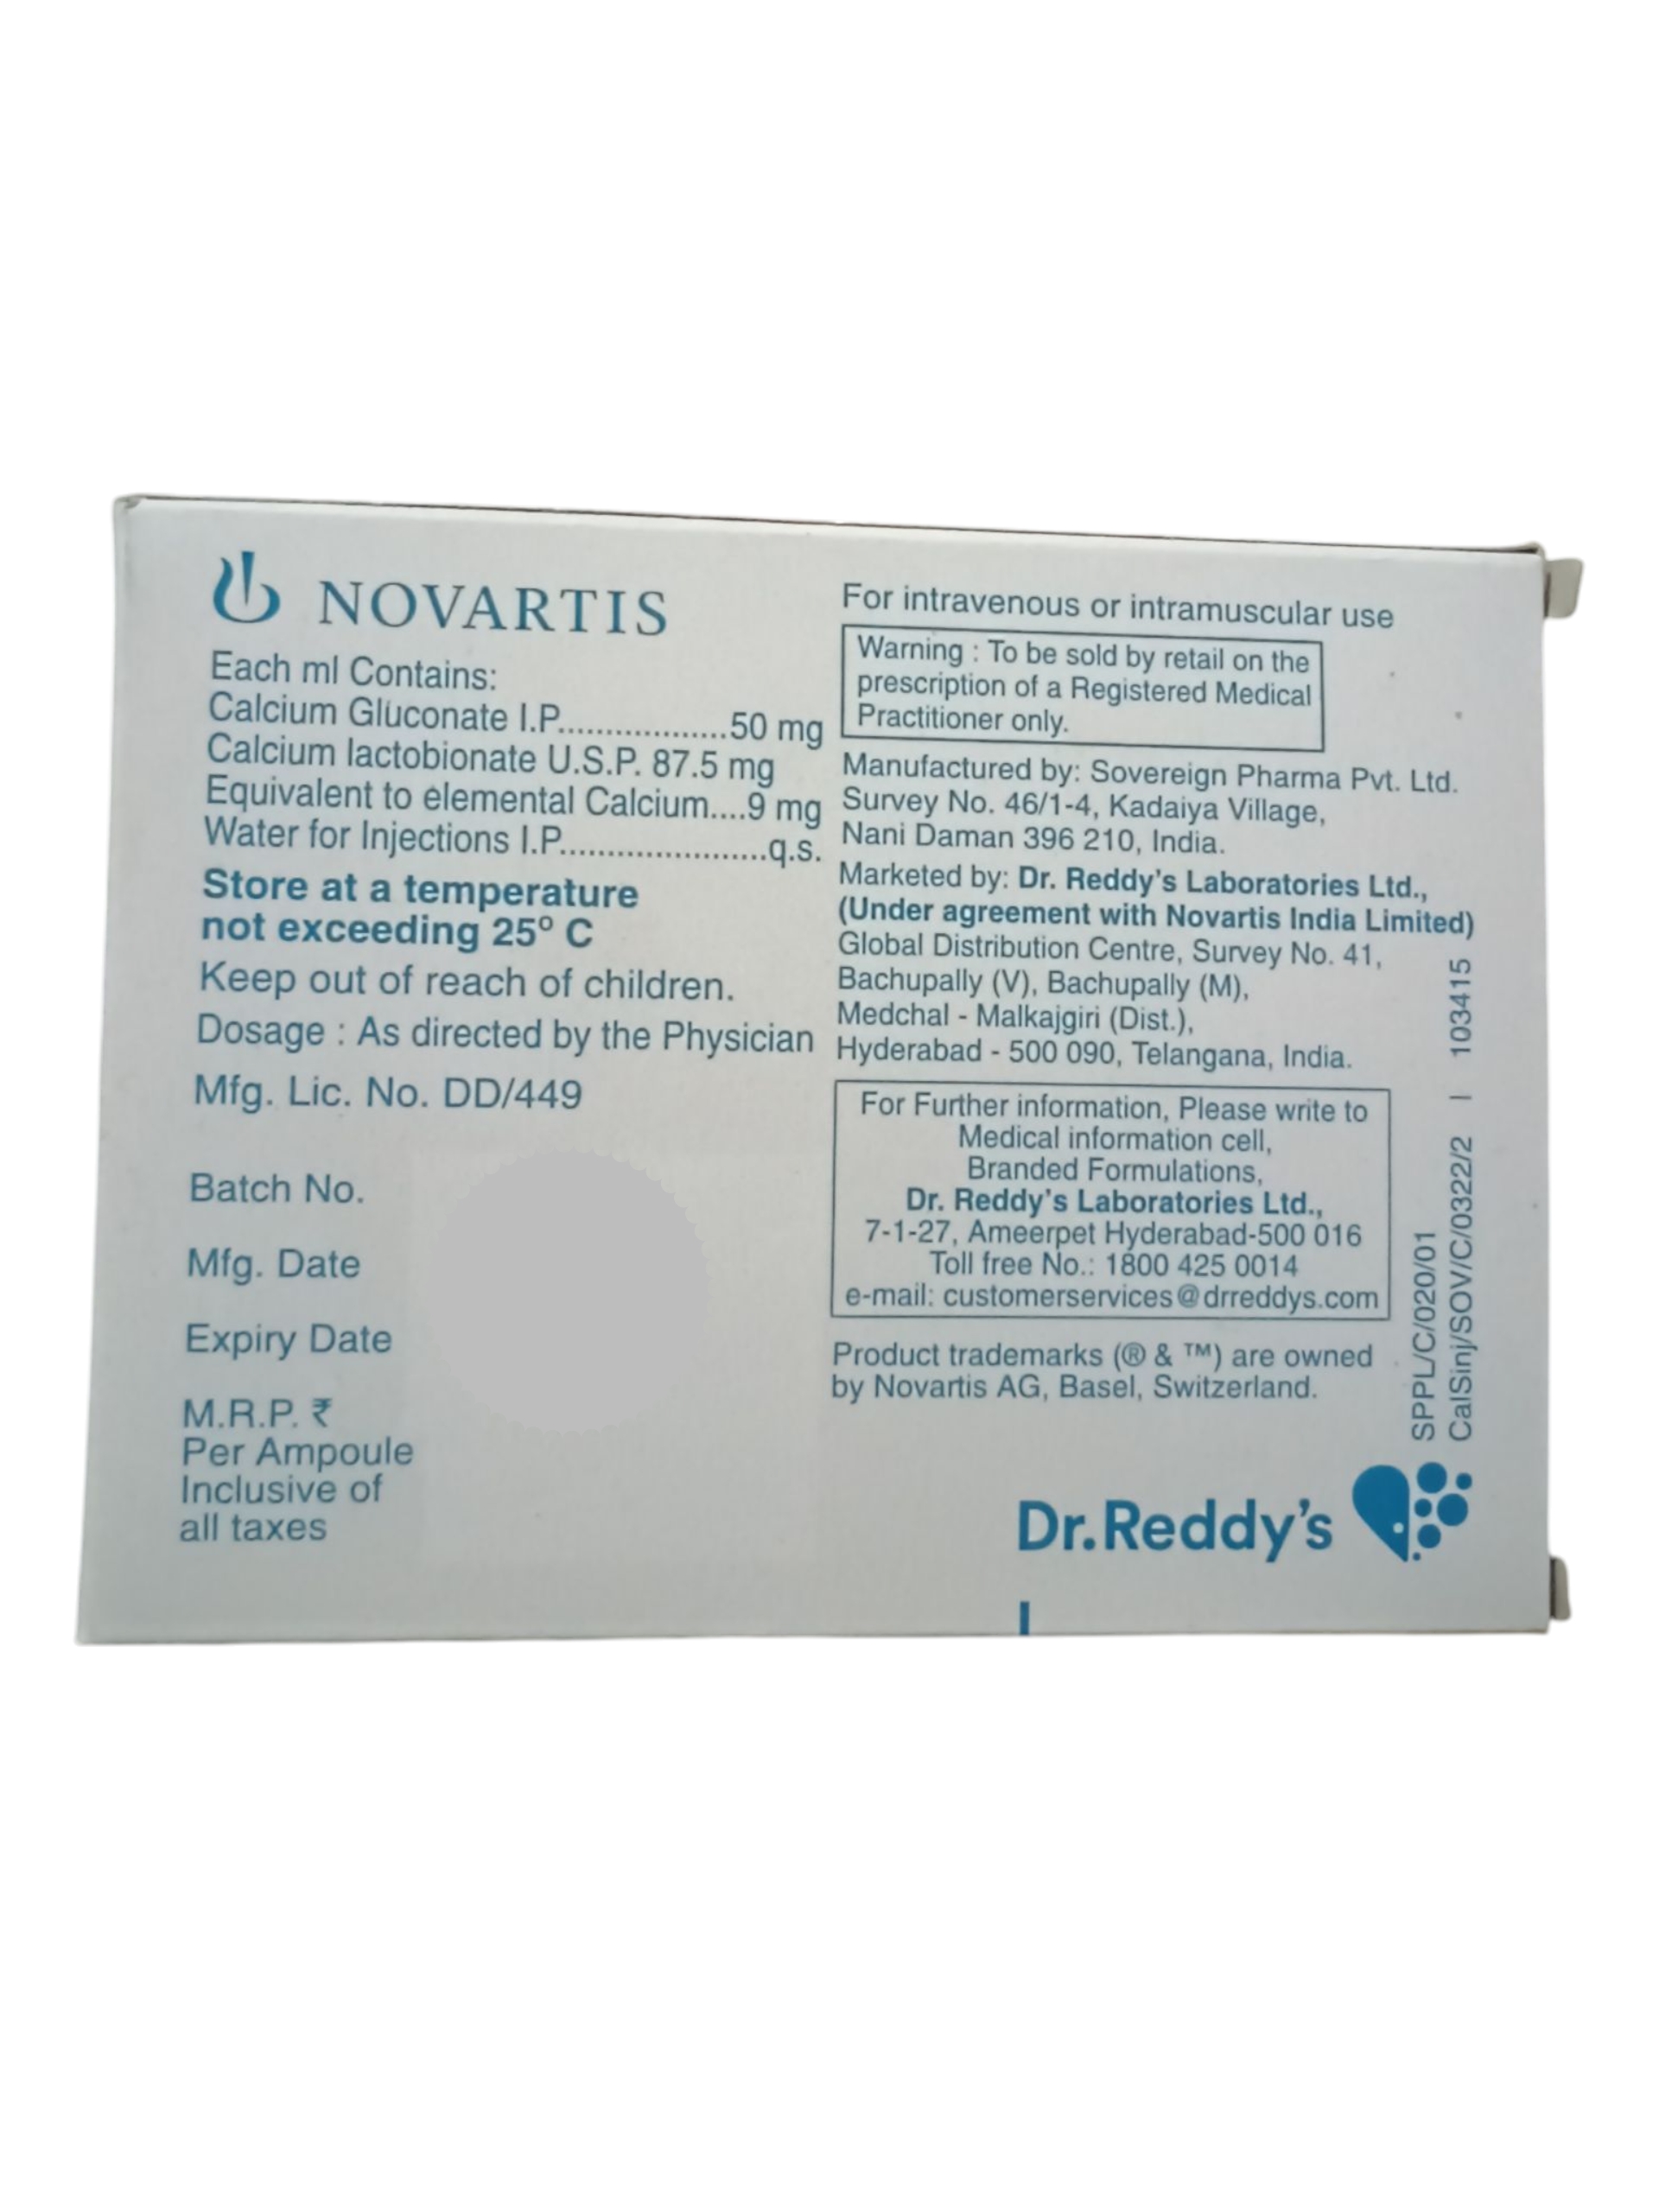 NOVARTIS
Each ml Contains:
Calcium Gluconate I.P..................50 mg
Calcium lactobionate U.S.P. 87.5 mg
Equivalent to elemental Calcium....9 mg
Water for Injections I.P......................q.s.
Store at a temperature
not exceeding 25º C
Keep out of reach of children.
Dosage : As directed by the Physician
Mfg. Lic. No. DD/449
Batch No.
Mfg. Date
Expiry Date
M.R.P. ₹
Per Ampoule
Inclusive of
all taxes
For intravenous or intramuscular use
Warning : To be sold by retail on the
prescription of a Registered Medical
Practitioner only.
Manufactured by: Sovereign Pharma Pvt. Ltd.
Survey No. 46/1-4, Kadaiya Village,
Nani Daman 396 210, India.
Marketed by: Dr. Reddy's Laboratories Ltd.,
(Under agreement with Novartis India Limited)
Global Distribution Centre, Survey No. 41,
Bachupally (V), Bachupally (M),
Medchal - Malkajgiri (Dist.),
Hyderabad - 500 090, Telangana, India.
For Further information, Please write to
Medical information cell,
Branded Formulations,
Dr. Reddy's Laboratories Ltd.,
7-1-27, Ameerpet Hyderabad-500 016
Toll free No.: 1800 425 0014
e-mail: customerservices@drreddys.com
Product trademarks (® & ™) are owned
by Novartis AG, Basel, Switzerland.
SPPL/C/020/01
CalSinj/SOV/C/0322/2 I 103415
Dr.Reddy's